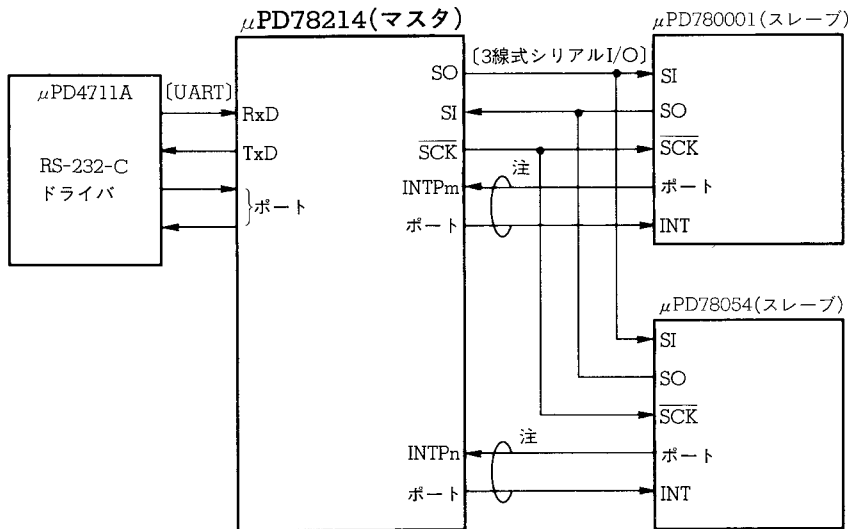 μPD78214(マスタ)
μPD780001(スレーブ)
μPD4711A
RS-232-C
ドライバ
〔UART〕
RxD
TxD
}ポート
SO
SI
SCK
INTPm
ポート
〔3線式シリアルI/O〕
注
SI
SO
SCK
ポート
INT
μPD78054(スレーブ)
INTPn
ポート
注
SI
SO
SCK
ポート
INT